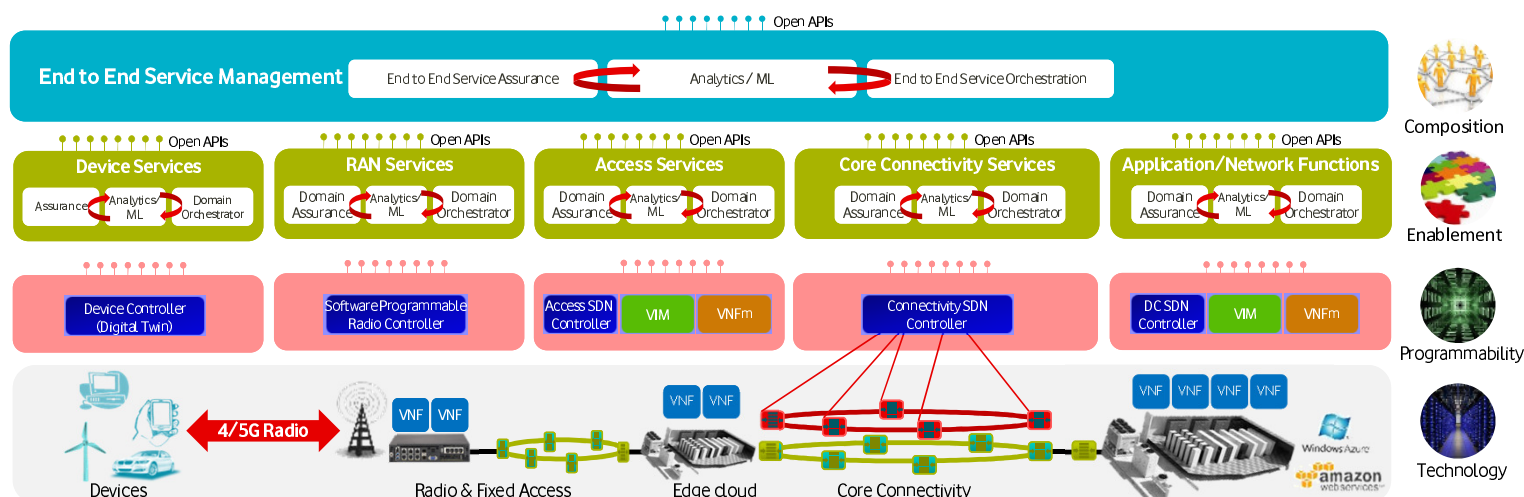 Open APIs
End to End Service Management
End to End Service Assurance
Analytics / ML
End to End Service Orchestration
Composition
Open APIs
Open APIs
Open APIs
Open APIs
Open APIs
Device Services
Assurance
Analytics/
ML
Domain
Orchestrator
RAN Services
Domain
Assurance
Analytics/
ML
Domain
Orchestrator
Access Services
Domain
Assurance
Analytics/
ML
Domain
Orchestrator
Core Connectivity Services
Domain
Assurance
Analytics/
ML
Domain
Orchestrator
Application/Network Functions
Domain
Assurance
Analytics/
ML
Domain
Orchestrator
Enablement
Device Controller
(Digital Twin)
Software Programmable
Radio Controller
Access SDN
Controller
VIM
VNFm
Connectivity SDN
Controller
DC SDN
Controller
VIM
VNFm
Programmability
4/5G Radio
VNF
VNF
VNF
VNF
VNF
VNF
VNF
VNF
Windows Azure
amazon
web services
Devices
Radio & Fixed Access
Edge cloud
Core Connectivity
Technology